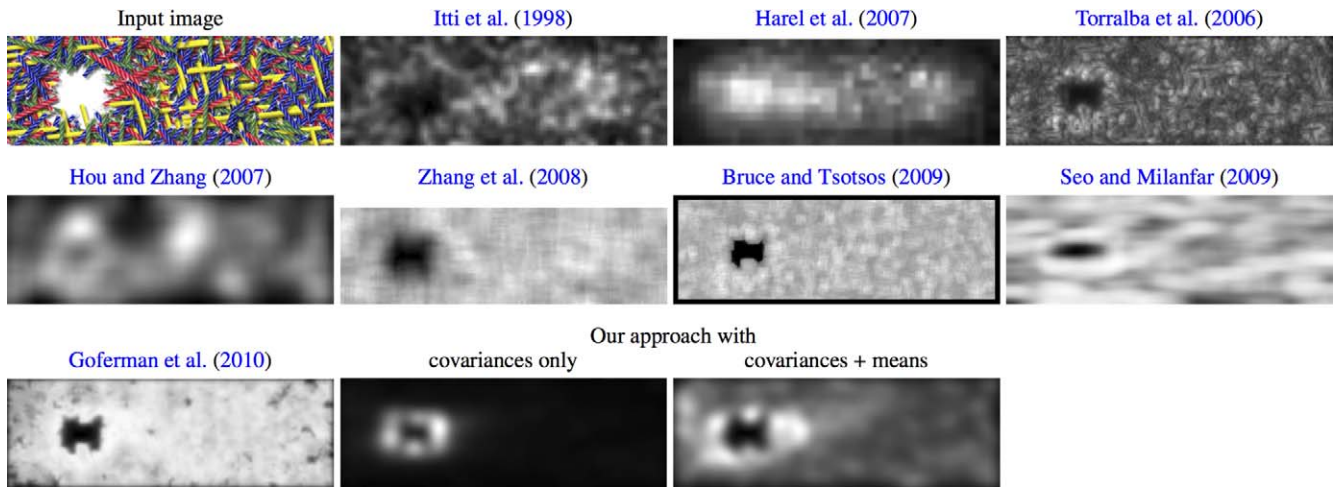 Input image
Itti et al. (1998)
Harel et al. (2007)
Torralba et al. (2006)
Hou and Zhang (2007)
Zhang et al. (2008)
Bruce and Tsotsos (2009)
Seo and Milanfar (2009)
Our approach with
Goferman et al. (2010)
covariances only
covariances + means